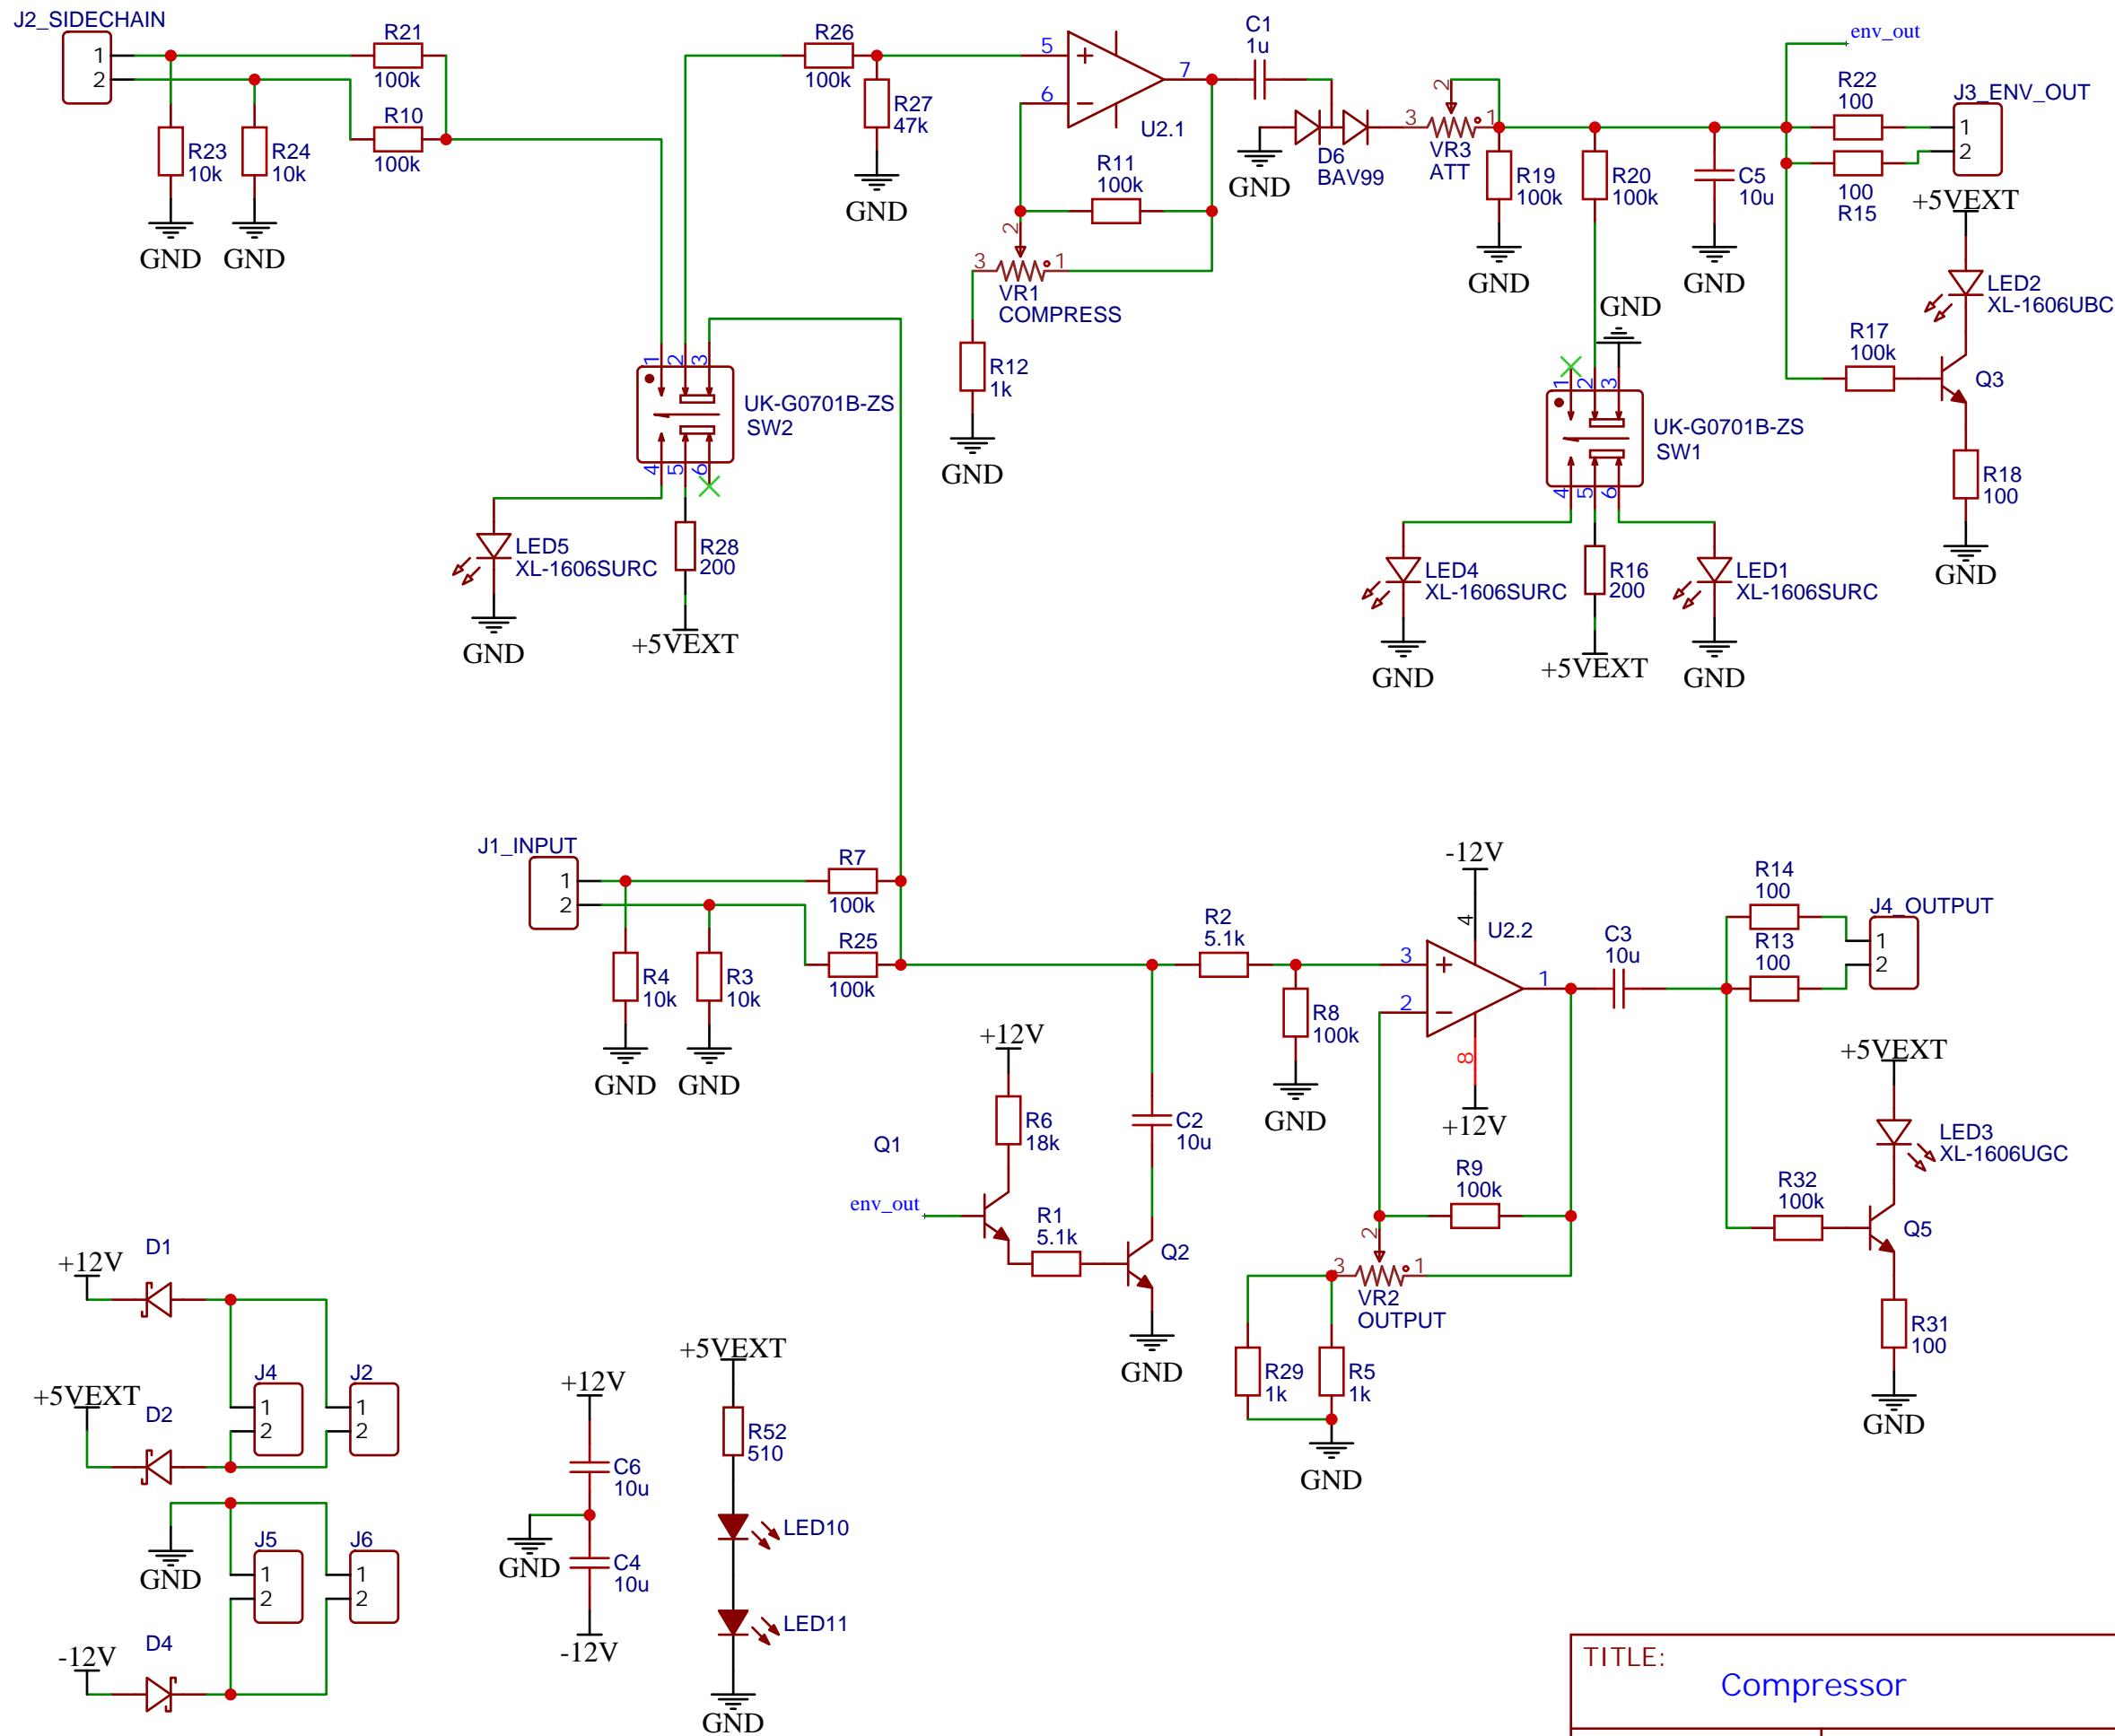 J2_SIDECHAIN
1
2
R21
100k
R10
100k
R23
10k
R24
10k
GND
GND
R26
100k
R27
47k
GND
5
6
7
U2.1
R11
100k
2
3
1
VR1
COMPRESS
R12
1k
GND
C1
1u
GND
D6
BAV99
2
3
1
VR3
ATT
R19
100k
GND
R20
100k
C5
10u
GND
env_out
R22
100
100
R15
J3_ENV_OUT
1
2
+5VEXT
LED2
XL-1606UBC
R17
100k
Q3
R18
100
GND
1
2
3
4
5
6
UK-G0701B-ZS
SW2
LED5
XL-1606SURC
GND
R28
200
+5VEXT
GND
1
2
3
4
5
6
UK-G0701B-ZS
SW1
LED4
XL-1606SURC
GND
R16
200
+5VEXT
LED1
XL-1606SURC
GND
J1_INPUT
1
2
R7
100k
R25
100k
R4
10k
R3
10k
GND
GND
R2
5.1k
R8
100k
GND
-12V
4
U2.2
3
2
1
8
+12V
C3
10u
R14
100
R13
100
J4_OUTPUT
1
2
+5VEXT
LED3
XL-1606UGC
R32
100k
Q5
R31
100
GND
+12V
R6
18k
Q1
env_out
R1
5.1k
C2
10u
Q2
GND
R9
100k
2
3
1
VR2
OUTPUT
R29
1k
R5
1k
GND
D1
+12V
+5VEXT
D2
J4
1
2
J2
1
2
GND
J5
1
2
J6
1
2
D4
-12V
+12V
C6
10u
GND
C4
10u
-12V
+5VEXT
R52
510
LED10
LED11
GND
TITLE:
Compressor